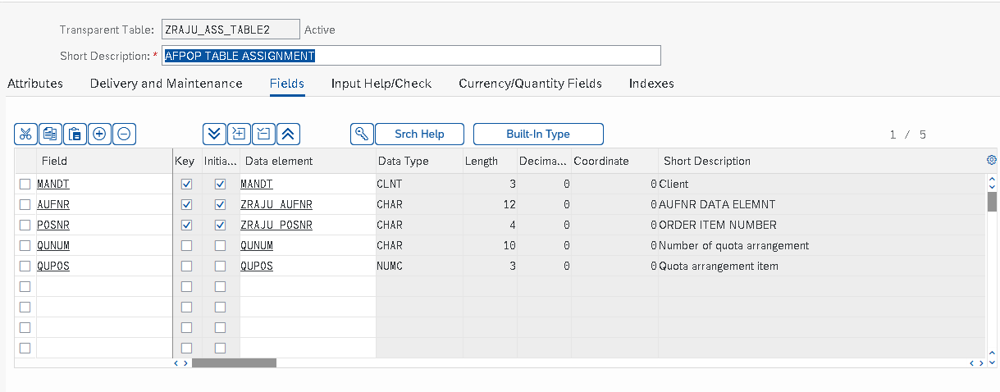 Transparent Table: ZRAJU_ASS_TABLE2 Active
Short Description: * AFPOP TABLE ASSIGNMENT
Attributes Delivery and Maintenance Fields Input Help/Check Currency/Quantity Fields Indexes
Srch Help Built-In Type 1 / 5
Field Key Initia... Data element Data Type Length Decima... Coordinate Short Description
MANDT MANDT CLNT 3 0 0 Client
AUFNR ZRAJU_AUFNR CHAR 12 0 0 AUFNR DATA ELEMNT
POSNR ZRAJU_POSNR CHAR 4 0 0 ORDER ITEM NUMBER
QUNUM QUNUM CHAR 10 0 0 Number of quota arrangement
QUPOS QUPOS NUMC 3 0 0 Quota arrangement item